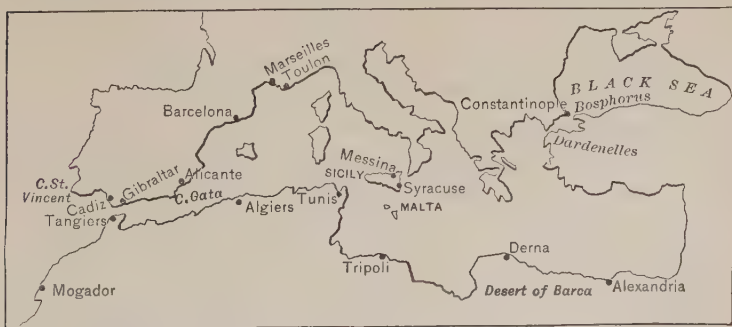 Marseilles
Toulon
BLACK SEA
Bosphorus
Constantinople
Barcelona
Dardenelles
Messina
SICILY
Syracuse
MALTA
C.St.
Vincent
Cadiz
Gibraltar
Alicante
C.Gata
Tangiers
Algiers
Tunis
Tripoli
Derna
Mogador
Desert of Barca
Alexandria